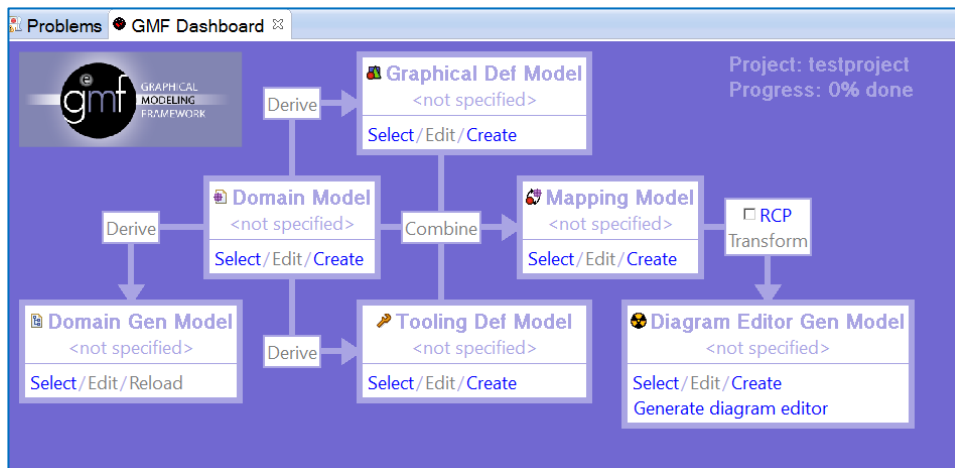 Problems GMF Dashboard
gmf
GRAPHICAL
MODELING
FRAMEWORK
Project: testproject
Progress: 0% done
Graphical Def Model
<not specified>
Select/Edit/Create
Derive
Domain Model
<not specified>
Select/Edit/Create
Derive
Combine
Mapping Model
<not specified>
Select/Edit/Create
RCP
Transform
Domain Gen Model
<not specified>
Select/Edit/Reload
Derive
Tooling Def Model
<not specified>
Select/Edit/Create
Diagram Editor Gen Model
<not specified>
Select/Edit/Create
Generate diagram editor